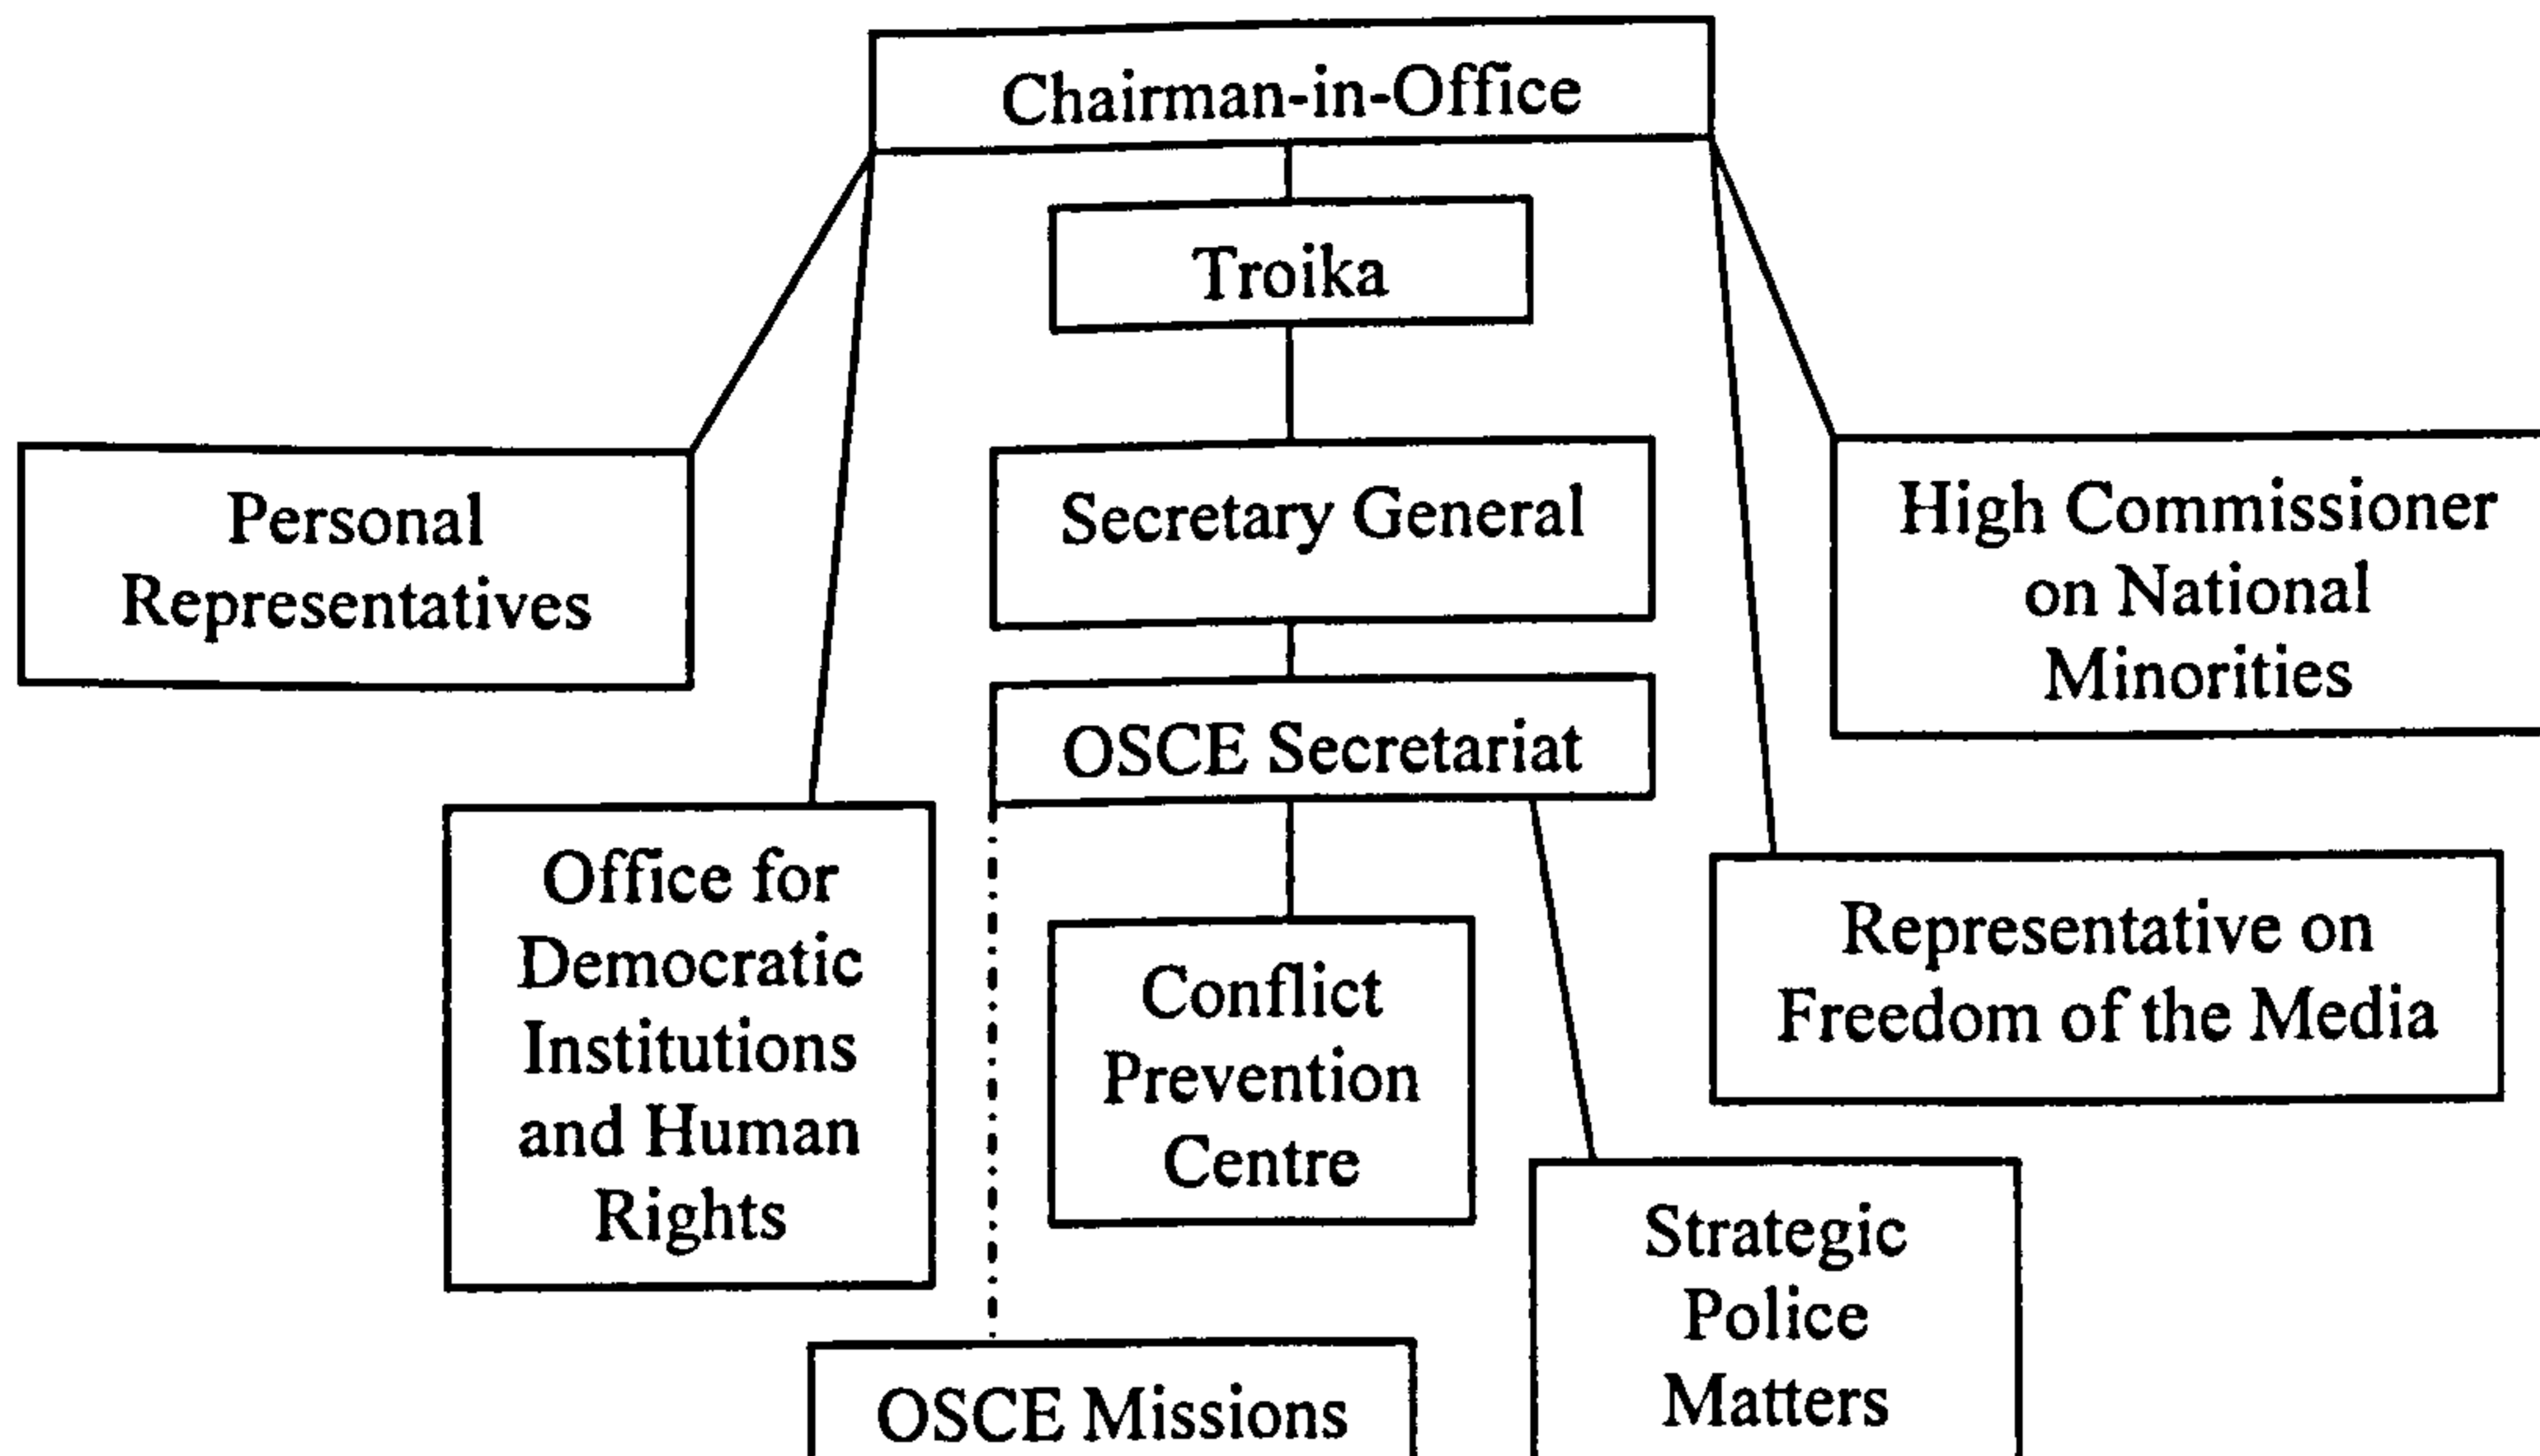 Chairman-in-Office
Troika
Personal
Representatives
Secretary General
High Commissioner
on National
Minorities
OSCE Secretariat
Office for
Democratic
Institutions
and Human
Rights
Conflict
Prevention
Centre
Representative on
Freedom of the Media
Strategic
Police
Matters
OSCE Missions